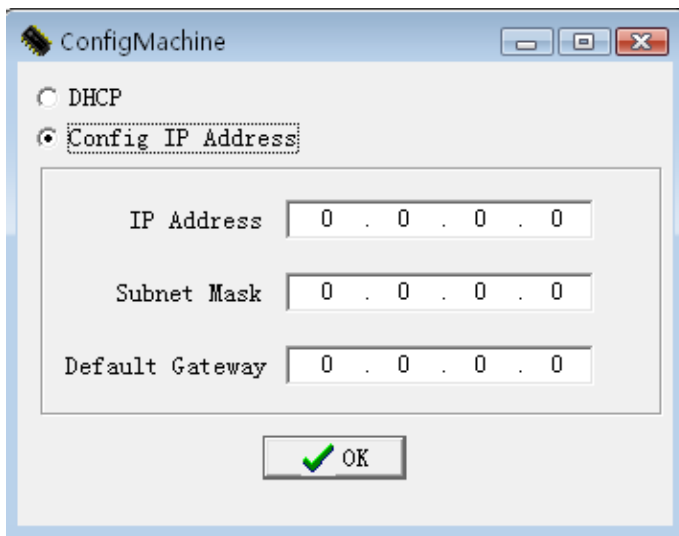 ConfigMachine
DHCP
Config IP Address
IP Address 0 . 0 . 0 . 0
Subnet Mask 0 . 0 . 0 . 0
Default Gateway 0 . 0 . 0 . 0
OK